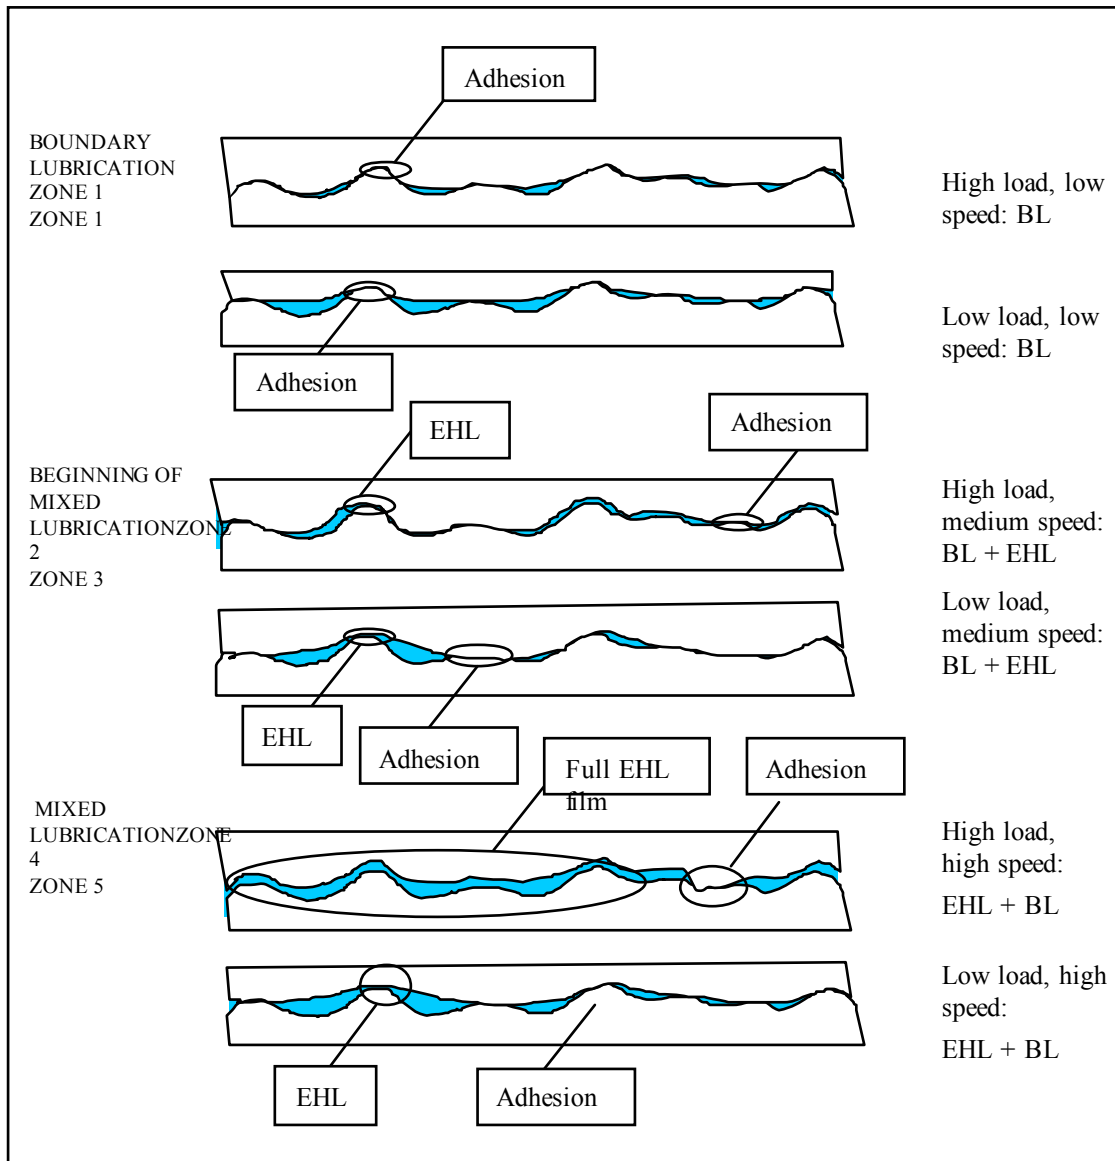 Adhesion
BOUNDARY
LUBRICATION
ZONE 1
ZONE 1
High load, low
speed: BL
Low load, low
speed: BL
Adhesion
EHL
Adhesion
BEGINNING OF
MIXED
LUBRICATIONZONE
2
ZONE 3
High load,
medium speed:
BL + EHL
Low load,
medium speed:
BL + EHL
EHL
Adhesion
Full EHL
film
Adhesion
MIXED
LUBRICATIONZONE
4
ZONE 5
High load,
high speed:
EHL + BL
Low load, high
speed:
EHL + BL
EHL
Adhesion